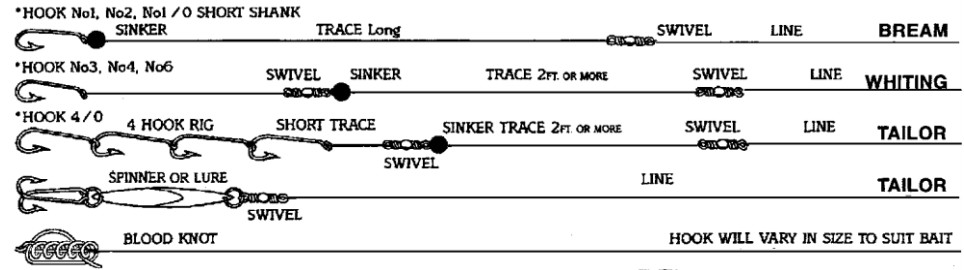 *HOOK No1, No2, No1/0 SHORT SHANK
SINKER TRACE Long SWIVEL LINE BREAM
*HOOK No3, No4, No6
SWIVEL SINKER TRACE 2FT. OR MORE SWIVEL LINE WHITING
*HOOK 4/0
4 HOOK RIG SHORT TRACE SINKER TRACE 2FT. OR MORE SWIVEL LINE TAILOR
SWIVEL
SPINNER OR LURE LINE TAILOR
SWIVEL
BLOOD KNOT HOOK WILL VARY IN SIZE TO SUIT BAIT